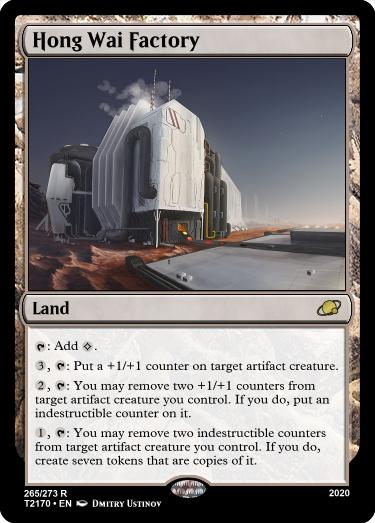 Hong Wai Factory
Land
: Add .
3, : Put a +1/+1 counter on target artifact creature.
2, : You may remove two +1/+1 counters from
target artifact creature you control. If you do, put an
indestructible counter on it.
1, : You may remove two indestructible counters
from target artifact creature you control. If you do,
create seven tokens that are copies of it.
265/273 R
2020
T2170 • EN Dmitry Ustinov